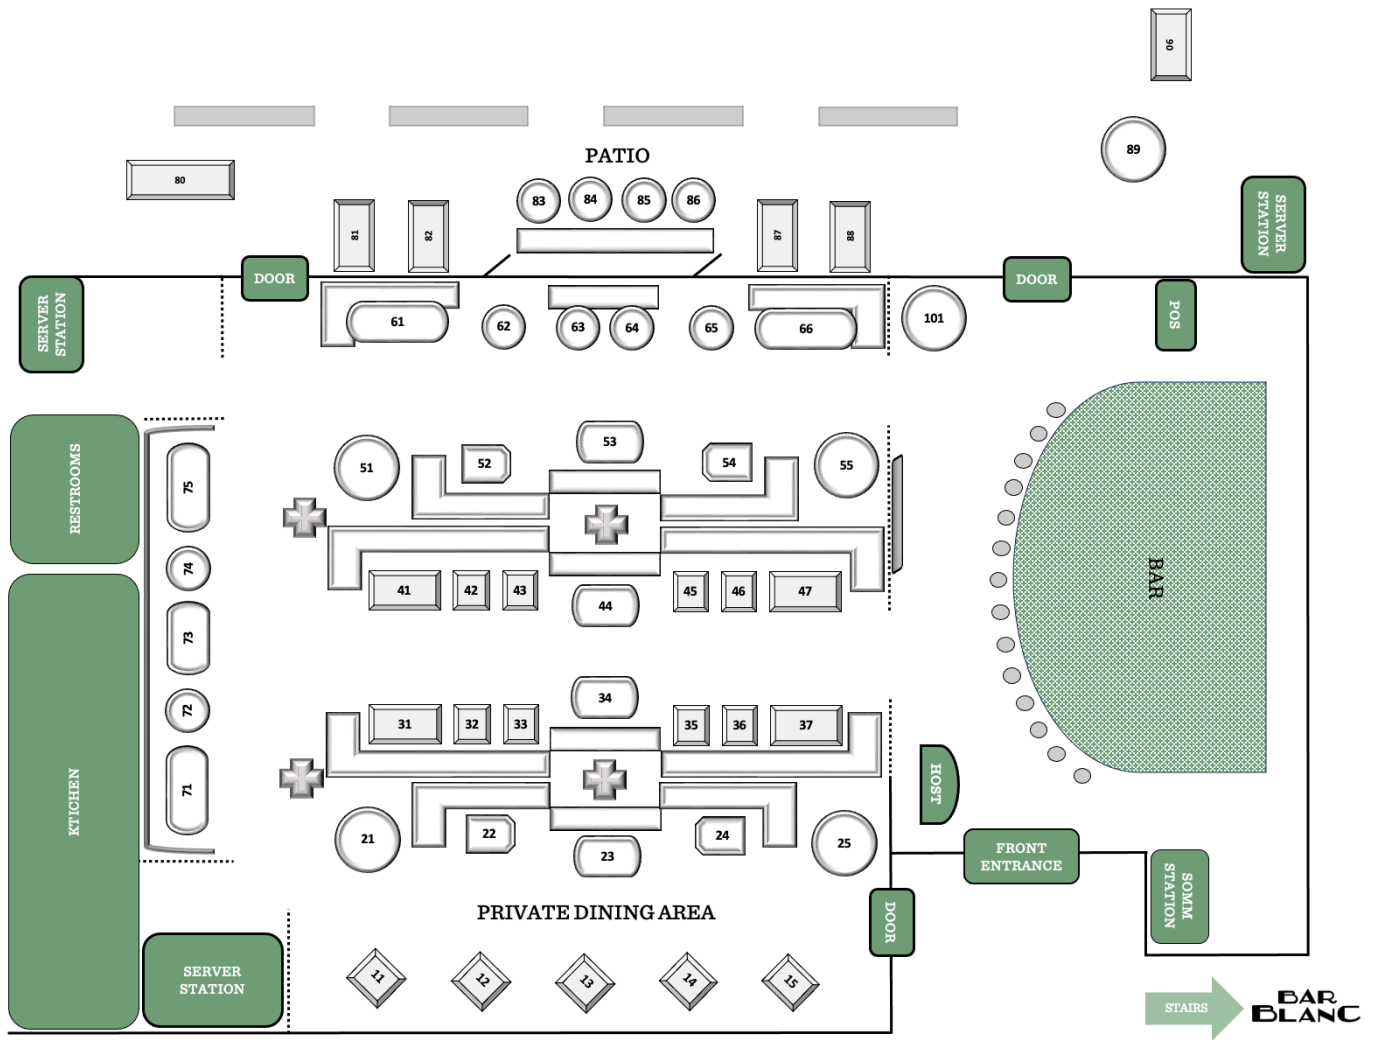 90
89
PATIO
80
81
82
83
84
85
86
87
88
SERVER
STATION
DOOR
DOOR
SERVER
STATION
61
62
63
64
65
66
101
POS
RESTROOMS
75
51
52
53
54
55
74
41
42
43
44
45
46
47
BAR
73
72
31
32
33
34
35
36
37
71
KTICHEN
HOST
21
22
23
24
25
FRONT
ENTRANCE
SOMM
STATION
PRIVATE DINING AREA
DOOR
SERVER
STATION
11
12
13
14
15
STAIRS
BAR
BLANC